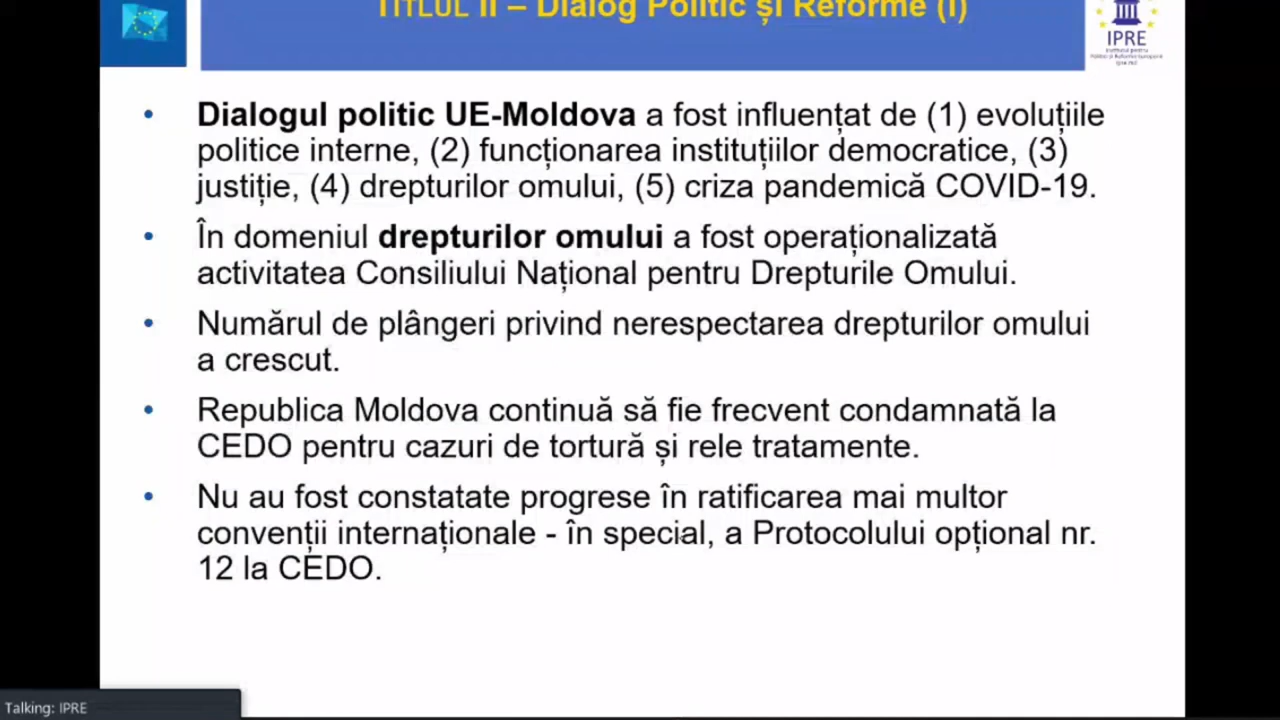 TITLUL II – Dialog Politic și Reforme (I)
IPRE
• Dialogul politic UE-Moldova a fost influențat de (1) evoluțiile
politice interne, (2) funcționarea instituțiilor democratice, (3)
justiție, (4) drepturilor omului, (5) criza pandemică COVID-19.
• În domeniul drepturilor omului a fost operaționalizată
activitatea Consiliului Național pentru Drepturile Omului.
• Numărul de plângeri privind nerespectarea drepturilor omului
a crescut.
• Republica Moldova continuă să fie frecvent condamnată la
CEDO pentru cazuri de tortură și rele tratamente.
• Nu au fost constatate progrese în ratificarea mai multor
convenții internaționale - în special, a Protocolului opțional nr.
12 la CEDO.
Talking: IPRE